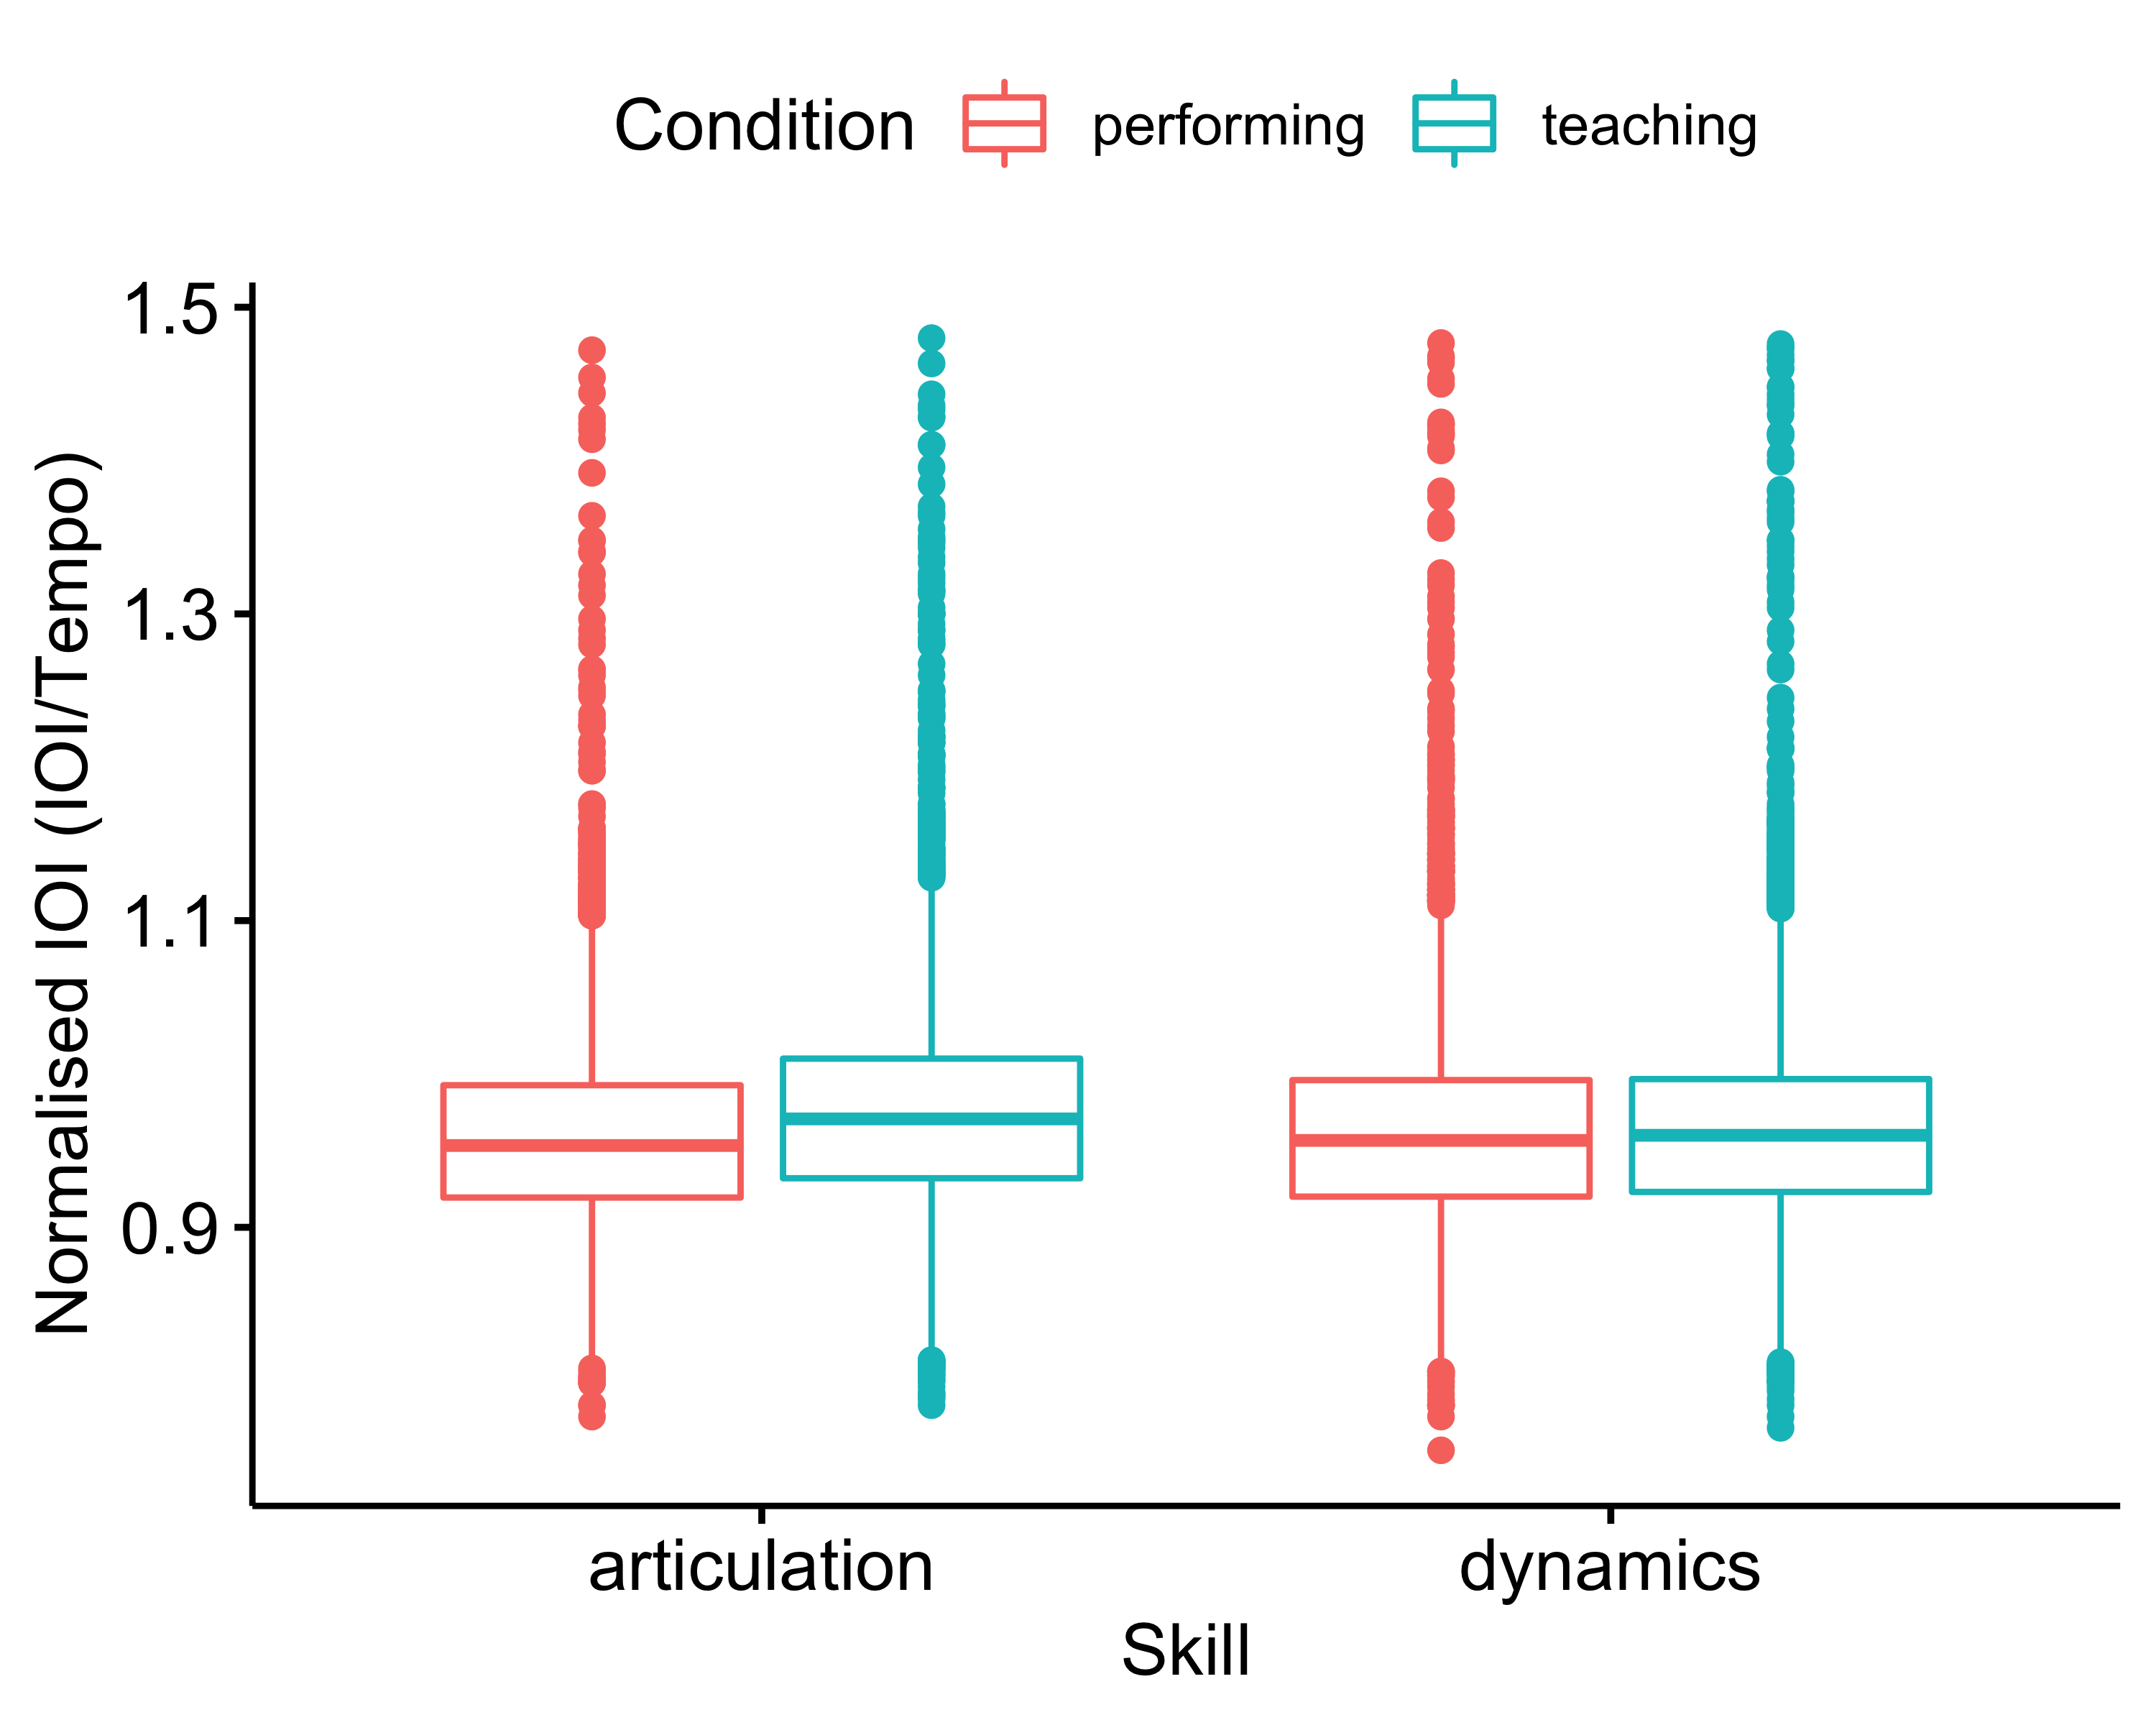 Condition performing teaching
1.5
1.3
1.1
0.9
Normalised IOI (IOI/Tempo)
articulation dynamics
Skill